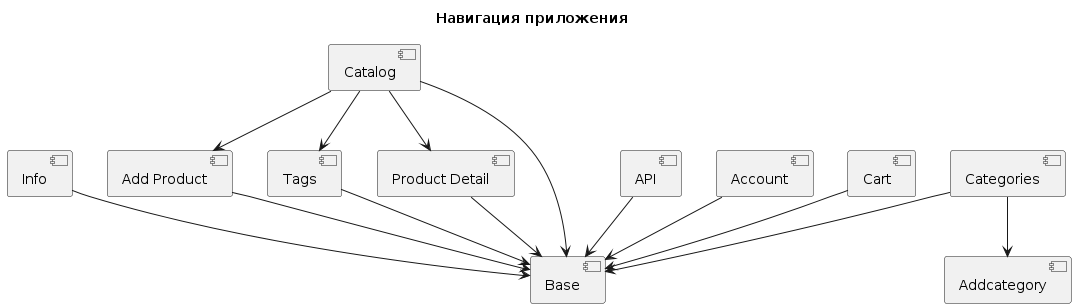 Навигация приложения
Catalog
Info
Add Product
Tags
Product Detail
API
Account
Cart
Categories
Base
Addcategory